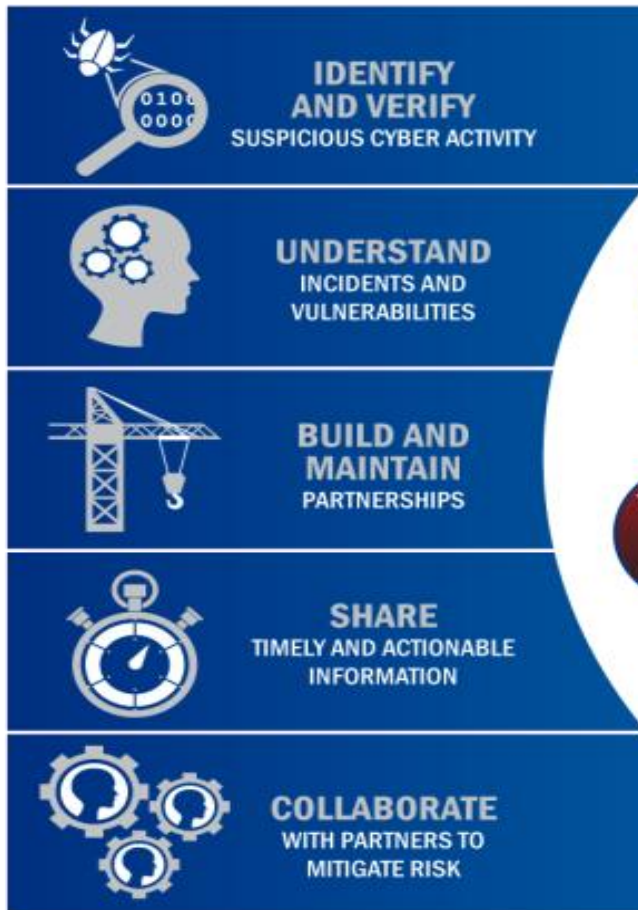 0100
0000
IDENTIFY
AND VERIFY
SUSPICIOUS CYBER ACTIVITY
UNDERSTAND
INCIDENTS AND
VULNERABILITIES
BUILD AND
MAINTAIN
PARTNERSHIPS
SHARE
TIMELY AND ACTIONABLE
INFORMATION
COLLABORATE
WITH PARTNERS TO
MITIGATE RISK